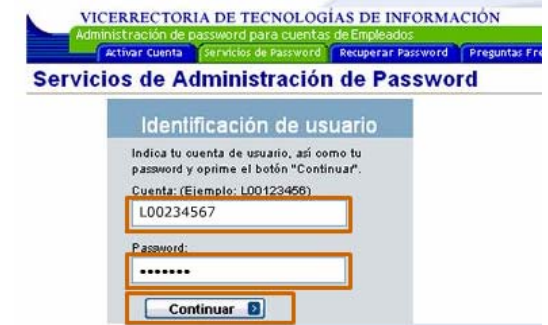 VICERRECTORIA DE TECNOLOGÍAS DE INFORMACIÓN
Administración de password para cuentas de Empleados
Activar Cuenta Servicios de Password Recuperar Password Preguntas Fre
Servicios de Administración de Password
Identificación de usuario
Indica tu cuenta de usuario, así como tu
password y oprime el botón "Continuar".
Cuenta: (Ejemplo: L00123456)
L00234567
Password:
•••••••
Continuar